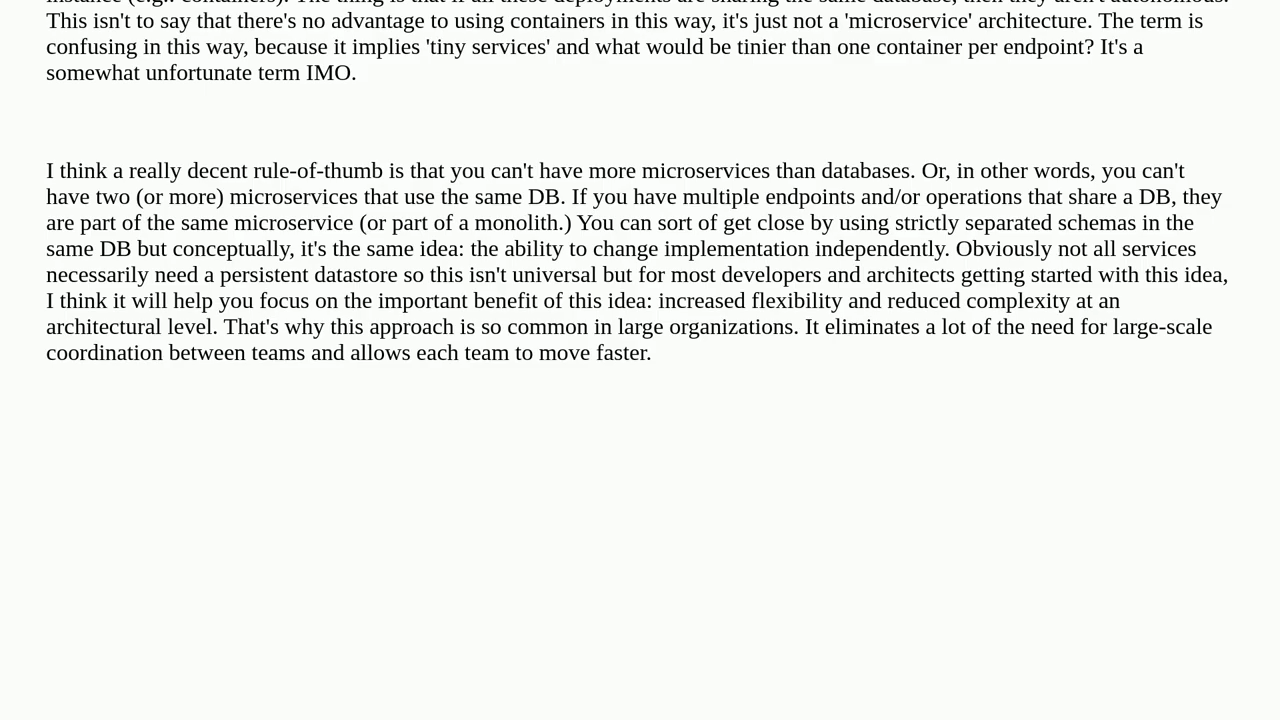 This isn't to say that there's no advantage to using containers in this way, it's just not a 'microservice' architecture. The term is
confusing in this way, because it implies 'tiny services' and what would be tinier than one container per endpoint? It's a
somewhat unfortunate term IMO.
I think a really decent rule-of-thumb is that you can't have more microservices than databases. Or, in other words, you can't
have two (or more) microservices that use the same DB. If you have multiple endpoints and/or operations that share a DB, they
are part of the same microservice (or part of a monolith.) You can sort of get close by using strictly separated schemas in the
same DB but conceptually, it's the same idea: the ability to change implementation independently. Obviously not all services
necessarily need a persistent datastore so this isn't universal but for most developers and architects getting started with this idea,
I think it will help you focus on the important benefit of this idea: increased flexibility and reduced complexity at an
architectural level. That's why this approach is so common in large organizations. It eliminates a lot of the need for large-scale
coordination between teams and allows each team to move faster.